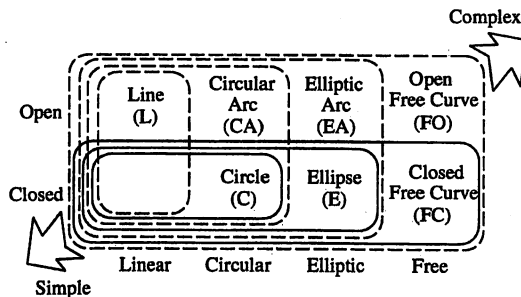 Complex
Open
Line
(L)
Circular
Arc
(CA)
Elliptic
Arc
(EA)
Open
Free Curve
(FO)
Closed
Circle
(C)
Ellipse
(E)
Closed
Free Curve
(FC)
Simple
Linear
Circular
Elliptic
Free